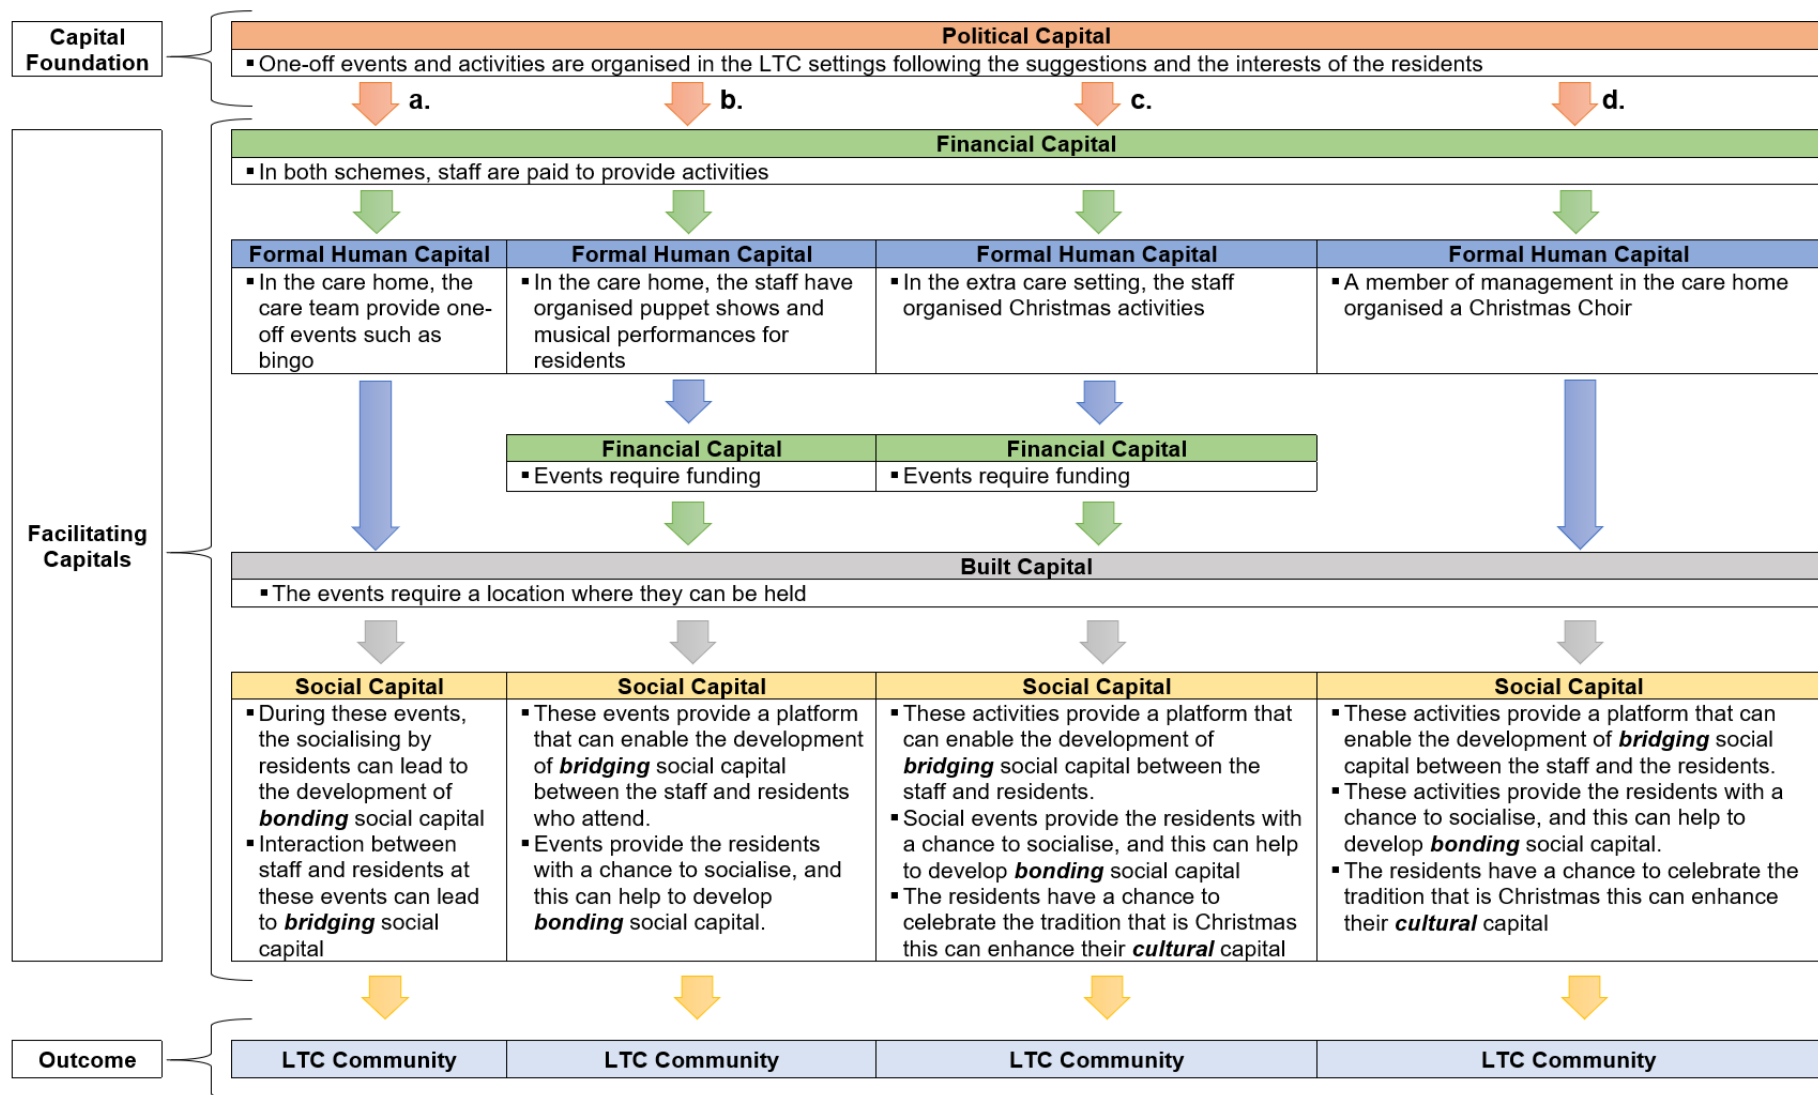 Capital
Foundation
Political Capital
▪ One-off events and activities are organised in the LTC settings following the suggestions and the interests of the residents
a.
b.
c.
d.
Facilitating
Capitals
Financial Capital
▪ In both schemes, staff are paid to provide activities
Formal Human Capital
▪ In the care home, the
care team provide one-
off events such as
bingo
Formal Human Capital
▪ In the care home, the staff have
organised puppet shows and
musical performances for
residents
Formal Human Capital
▪ In the extra care setting, the staff
organised Christmas activities
Formal Human Capital
▪ A member of management in the care home
organised a Christmas Choir
Financial Capital
▪ Events require funding
Financial Capital
▪ Events require funding
Built Capital
▪ The events require a location where they can be held
Social Capital
▪ During these events,
the socialising by
residents can lead to
the development of
bonding social capital
▪ Interaction between
staff and residents at
these events can lead
to bridging social
capital
Social Capital
▪ These events provide a platform
that can enable the development
of bridging social capital
between the staff and residents
who attend.
▪ Events provide the residents
with a chance to socialise, and
this can help to develop
bonding social capital.
Social Capital
▪ These activities provide a platform that
can enable the development of
bridging social capital between the
staff and residents.
▪ Social events provide the residents with
a chance to socialise, and this can help
to develop bonding social capital
▪ The residents have a chance to
celebrate the tradition that is Christmas
this can enhance their cultural capital
Social Capital
▪ These activities provide a platform that can
enable the development of bridging social
capital between the staff and the residents.
▪ These activities provide the residents with a
chance to socialise, and this can help to
develop bonding social capital.
▪ The residents have a chance to celebrate the
tradition that is Christmas this can enhance
their cultural capital
Outcome
LTC Community
LTC Community
LTC Community
LTC Community